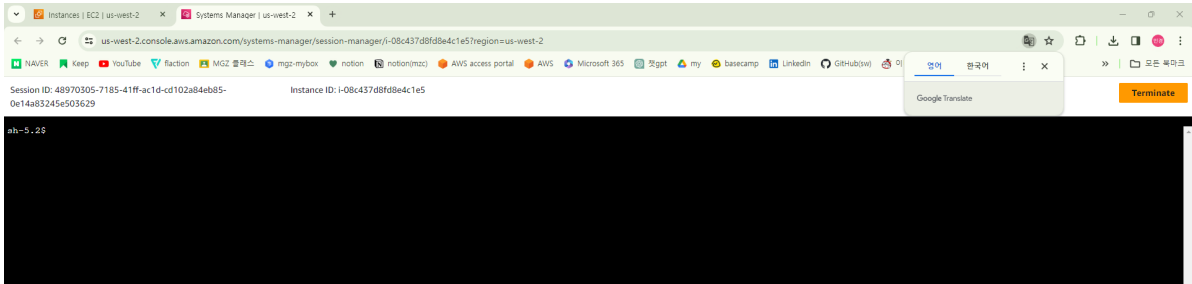 Instances | EC2 | us-west-2
Systems Manager | us-west-2
us-west-2.console.aws.amazon.com/systems-manager/session-manager/i-08c437d8fd8e4c1e5?region=us-west-2
NAVER Keep YouTube flaction MGZ 클래스 mgz-mybox notion notion(mzc) AWS access portal AWS Microsoft 365 챗gpt my basecamp LinkedIn GitHub(sw) 이 » 모든 북마크
영어 한국어
Google Translate
Session ID: 48970305-7185-41ff-ac1d-cd102a84eb85-
0e14a83245e503629
Instance ID: i-08c437d8fd8e4c1e5
Terminate
sh-5.2$